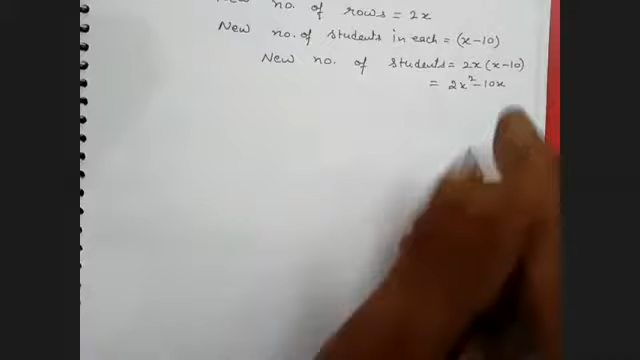 no. of rows = 2x
New no. of students in each = (x-10)
New no. of students = 2x(x-10)
= 2x²-10x